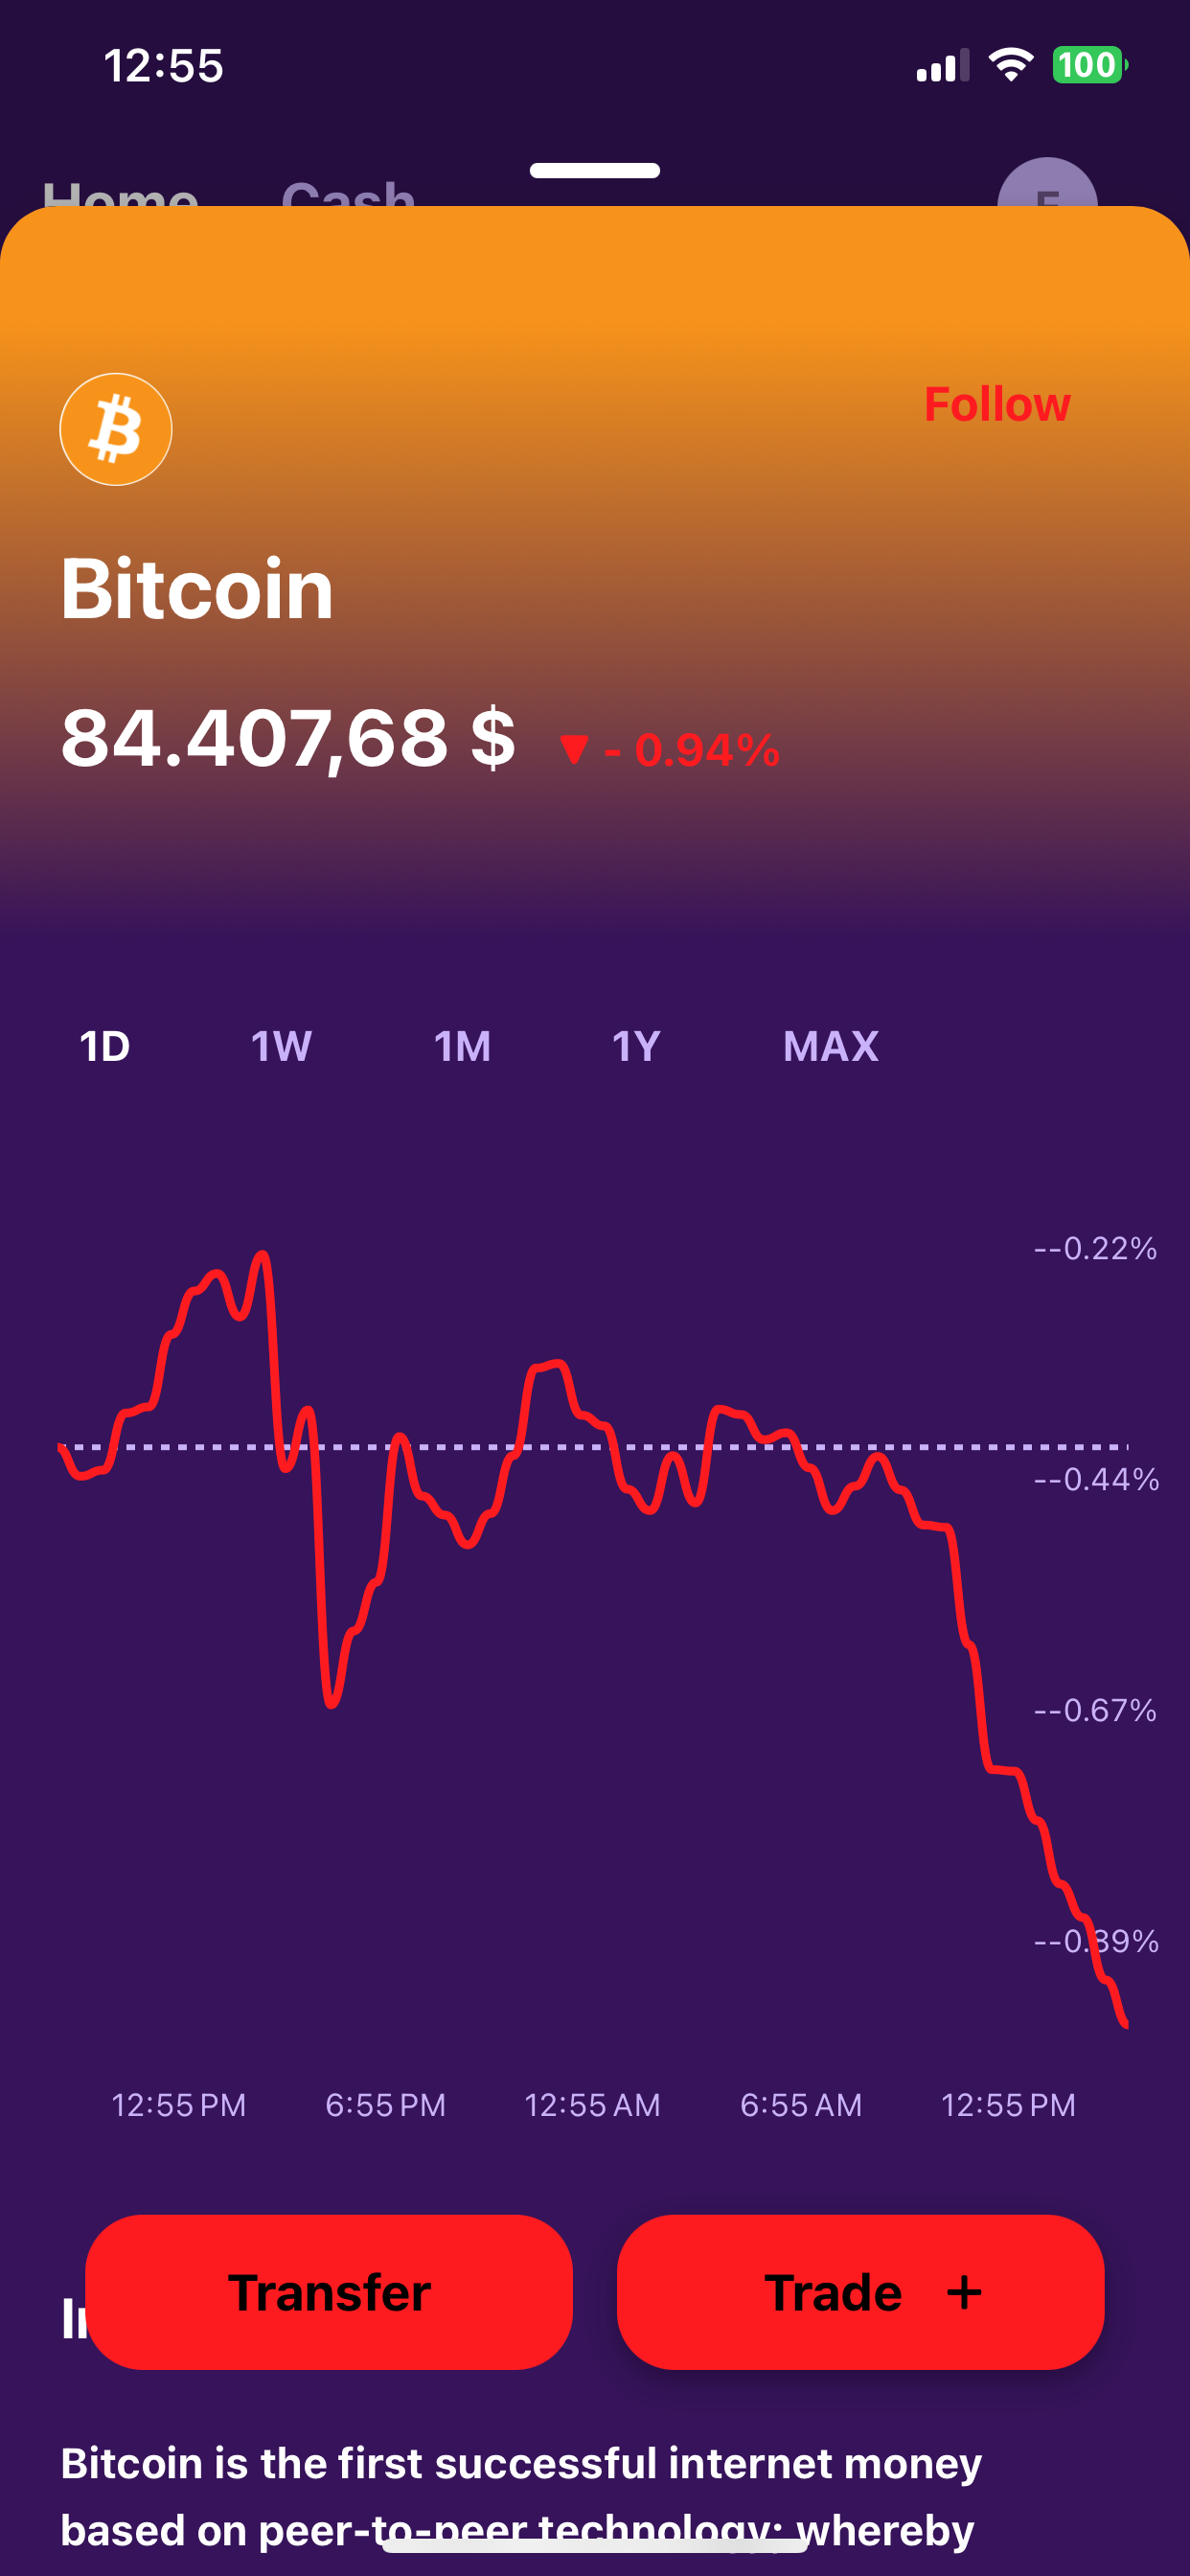 12:55
100
Home Cash
Follow
Bitcoin
84.407,68 $ ▼ - 0.94%
1D 1W 1M 1Y MAX
--0.22%
--0.44%
--0.67%
--0.89%
12:55 PM 6:55 PM 12:55 AM 6:55 AM 12:55 PM
Transfer Trade +
Bitcoin is the first successful internet money
based on peer-to-peer technology; whereby